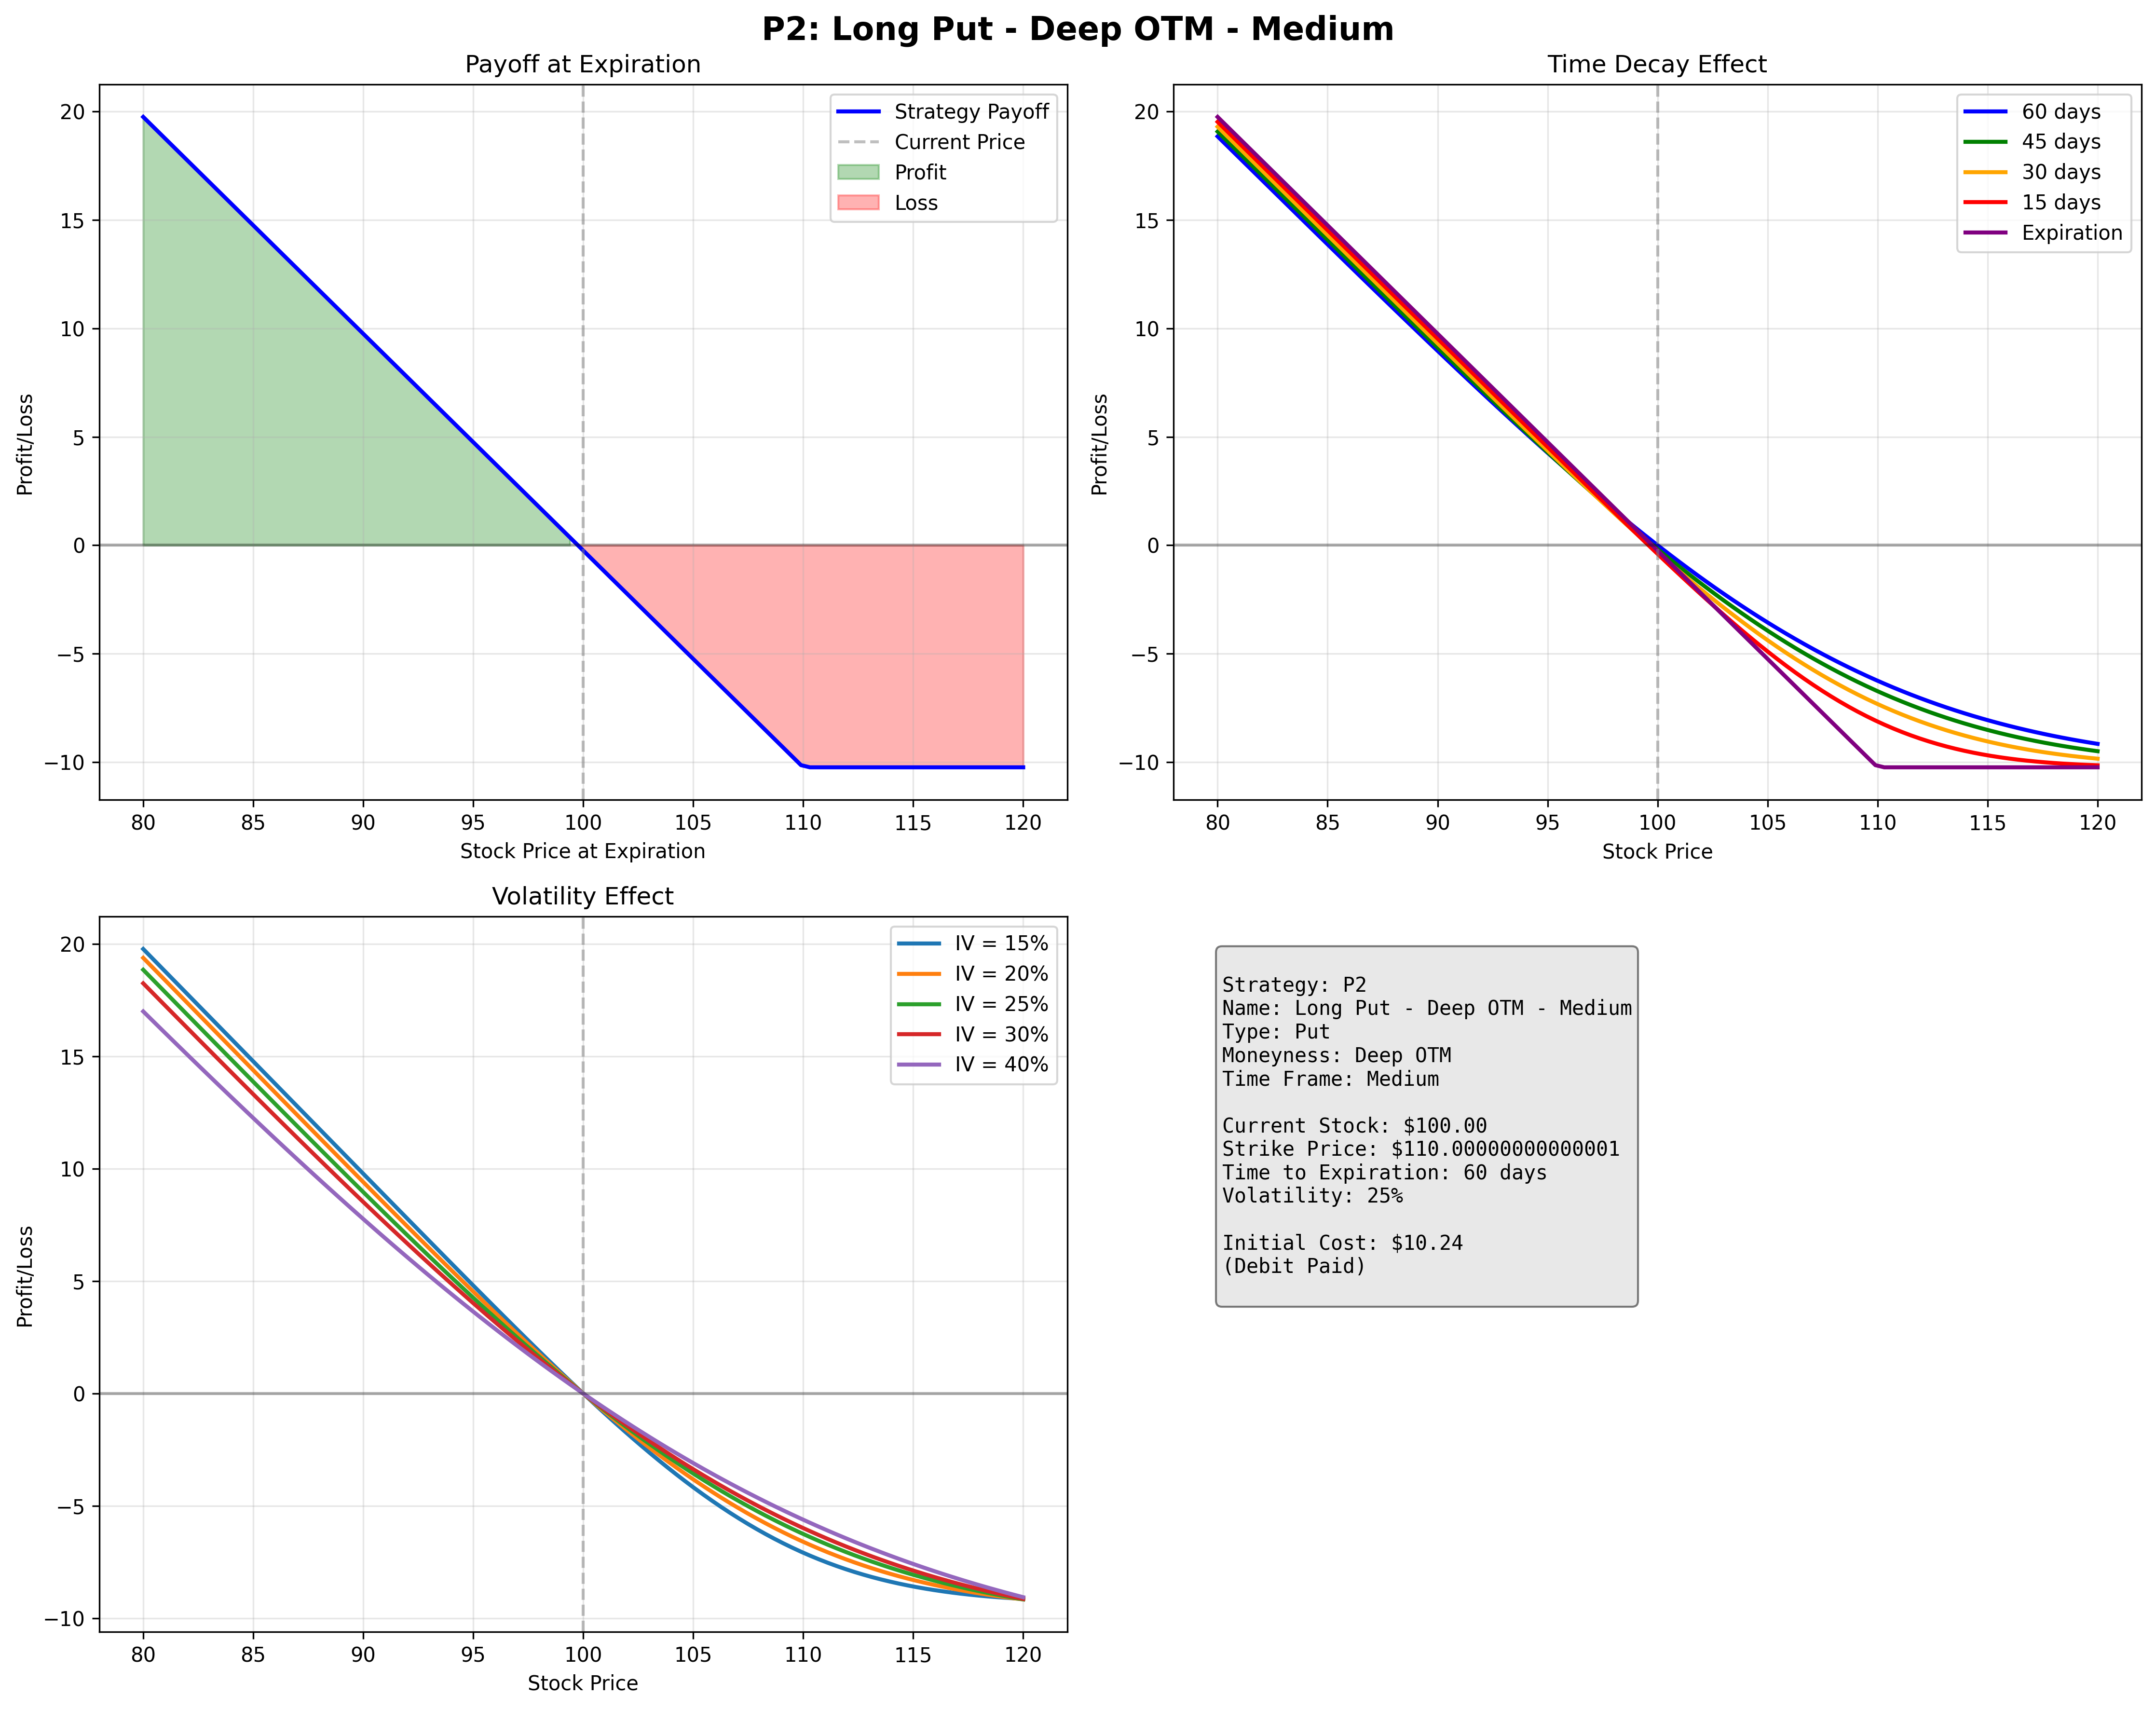 P2: Long Put - Deep OTM - Medium
Payoff at Expiration
Profit/Loss
20
15
10
5
0
−5
−10
80 85 90 95 100 105 110 115 120
Stock Price at Expiration
Strategy Payoff
Current Price
Profit
Loss
Time Decay Effect
Profit/Loss
20
15
10
5
0
−5
−10
80 85 90 95 100 105 110 115 120
Stock Price
60 days
45 days
30 days
15 days
Expiration
Volatility Effect
Profit/Loss
20
15
10
5
0
−5
−10
80 85 90 95 100 105 110 115 120
Stock Price
IV = 15%
IV = 20%
IV = 25%
IV = 30%
IV = 40%
Strategy: P2
Name: Long Put - Deep OTM - Medium
Type: Put
Moneyness: Deep OTM
Time Frame: Medium
Current Stock: $100.00
Strike Price: $110.00000000000001
Time to Expiration: 60 days
Volatility: 25%
Initial Cost: $10.24
(Debit Paid)